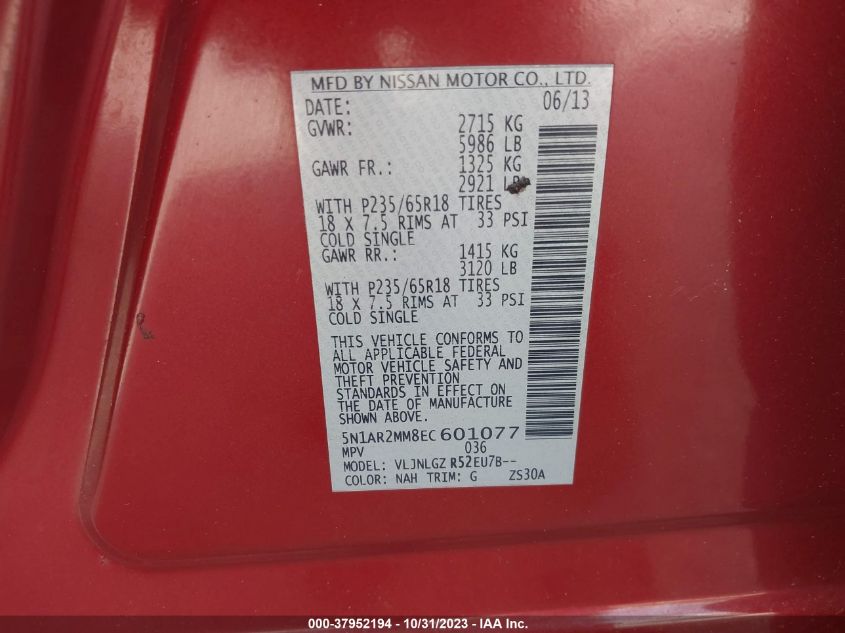 MFD BY NISSAN MOTOR CO., LTD.
DATE: 06/13
GVWR: 2715 KG
5986 LB
GAWR FR.: 1325 KG
2921 LB
WITH P235/65R18 TIRES
18 X 7.5 RIMS AT 33 PSI
COLD SINGLE
GAWR RR.: 1415 KG
3120 LB
WITH P235/65R18 TIRES
18 X 7.5 RIMS AT 33 PSI
COLD SINGLE
THIS VEHICLE CONFORMS TO
ALL APPLICABLE FEDERAL
MOTOR VEHICLE SAFETY AND
THEFT PREVENTION
STANDARDS IN EFFECT ON
THE DATE OF MANUFACTURE
SHOWN ABOVE.
5N1AR2MM8EC601077
MPV 036
MODEL: VLJNLGZ R52EU7B--
COLOR: NAH TRIM: G ZS30A
000-37952194 - 10/31/2023 - IAA Inc.